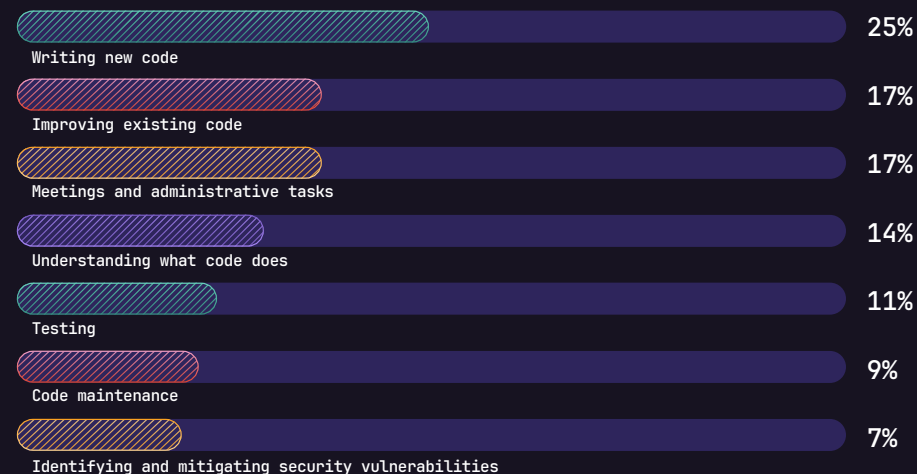 25%
Writing new code
17%
Improving existing code
17%
Meetings and administrative tasks
14%
Understanding what code does
11%
Testing
9%
Code maintenance
7%
Identifying and mitigating security vulnerabilities